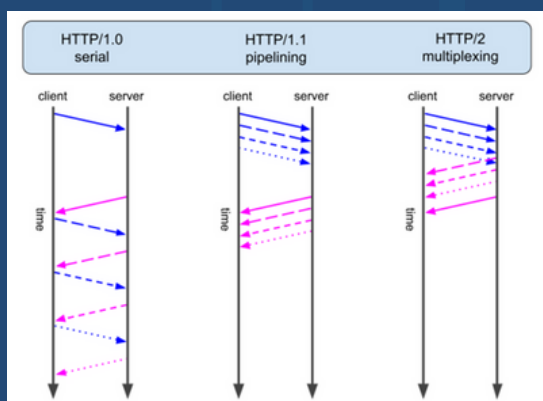 HTTP/1.0
serial
HTTP/1.1
pipelining
HTTP/2
multiplexing
client
server
client
server
client
server
time
time
time